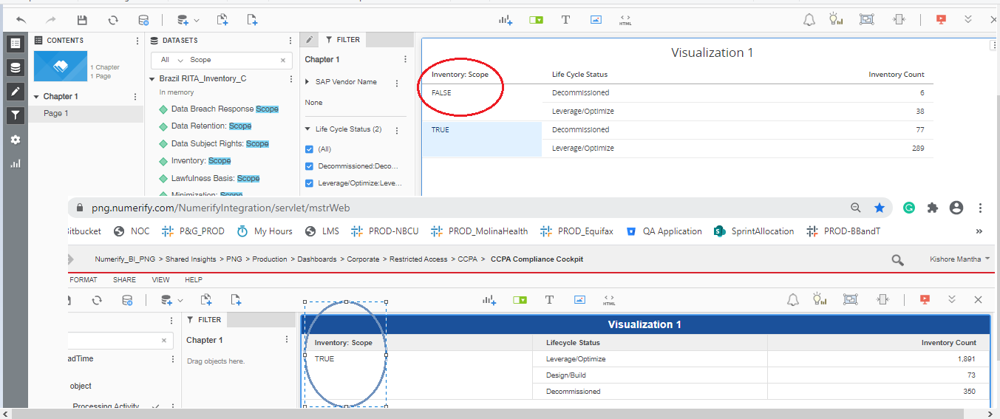 HTML
CONTENTS
1 Chapter
1 Page
Chapter 1
Page 1
DATASETS
All
Scope
Brazil RITA_Inventory_C
In memory
Data Breach Response Scope
Data Retention: Scope
Data Subject Rights: Scope
Inventory: Scope
Lawfulness Basis: Scope
Minimization: Scope
FILTER
Chapter 1
SAP Vendor Name
None
Life Cycle Status (2)
(All)
Decommissioned:Deco...
Leverage/Optimize:Leve...
Visualization 1
Inventory: Scope Life Cycle Status Inventory Count
FALSE Decommissioned 6
Leverage/Optimize 38
TRUE Decommissioned 77
Leverage/Optimize 289
png.numerify.com/NumerifyIntegration/servlet/mstrWeb
itbucket NOC P&G_PROD My Hours LMS PROD-NBCU PROD_MolinaHealth PROD_Equifax QA Application SprintAllocation PROD-BBandT »
Numerify_BI_PNG > Shared Insights > PNG > Production > Dashboards > Corporate > Restricted Access > CCPA > CCPA Compliance Cockpit
Kishore Mantha
FORMAT SHARE VIEW HELP
HTML
FILTER
Chapter 1
Drag objects here.
adTime
object
Processing Activity
Visualization 1
Inventory: Scope Lifecycle Status Inventory Count
TRUE Leverage/Optimize 1,891
Design/Build 73
Decommissioned 350